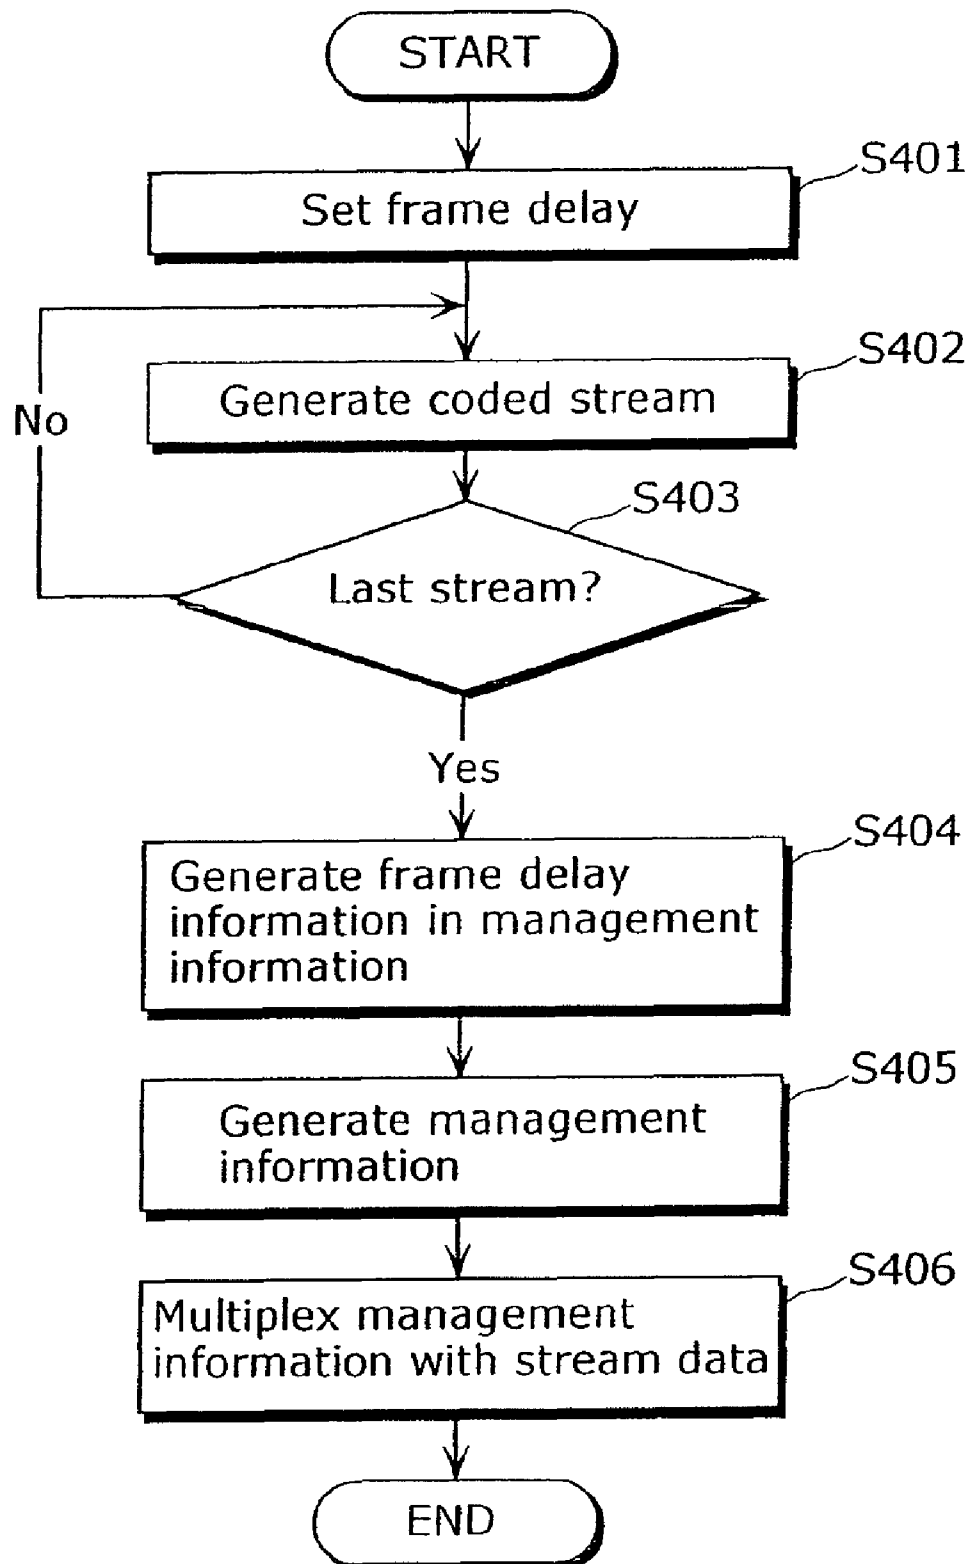 START
S401
Set frame delay
S402
Generate coded stream
No
S403
Last stream?
Yes
S404
Generate frame delay
information in management
information
S405
Generate management
information
S406
Multiplex management
information with stream data
END